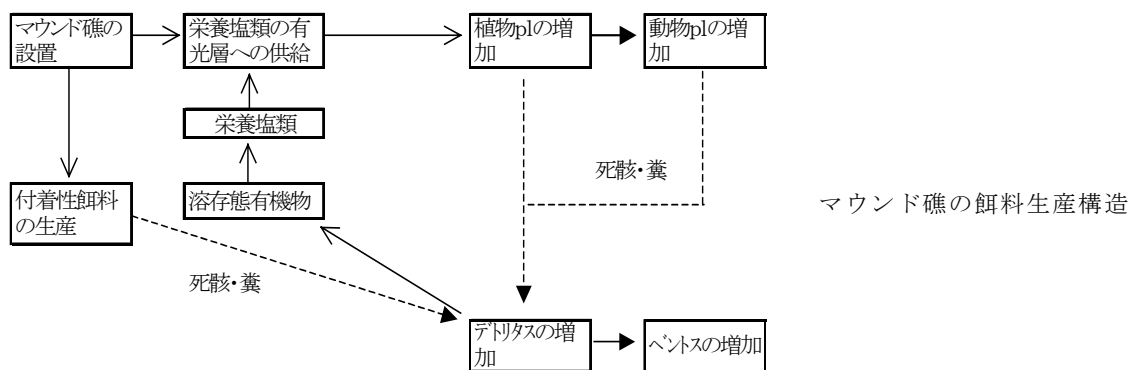 マウンド礁の
設置
栄養塩類の有
光層への供給
植物plの増
加
動物plの増
加
栄養塩類
死骸・糞
付着性餌料
の生産
溶存態有機物
マウンド礁の餌料生産構造
死骸・糞
デトリタスの増
加
ベントスの増加